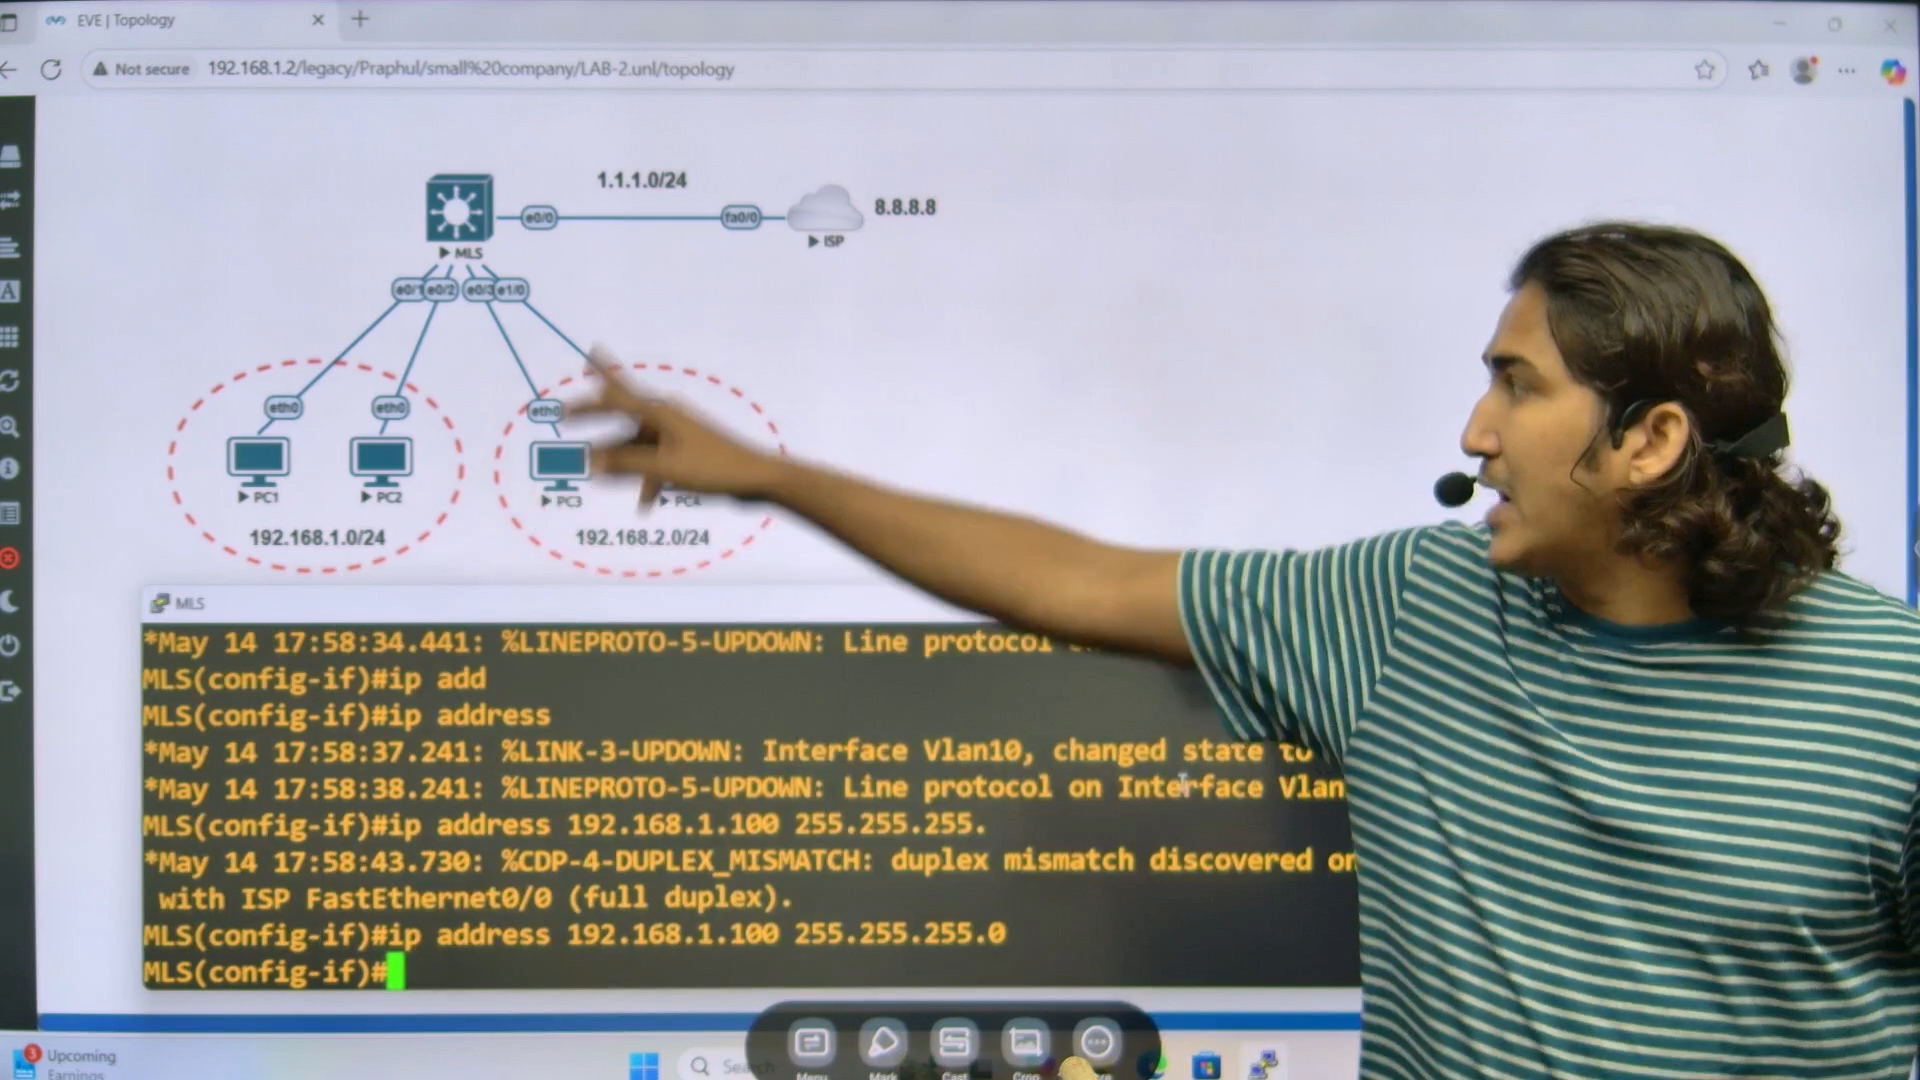 EVE | Topology
Not secure 192.168.1.2/legacy/Praphul/small%20company/LAB-2.unl/topology
1.1.1.0/24
e0/0
fa0/0
8.8.8.8
ISP
MLS
e0/1 e0/2 e0/3 e1/0
eth0 eth0 eth0
PC1 PC2 PC3 PC4
192.168.1.0/24 192.168.2.0/24
MLS
*May 14 17:58:34.441: %LINEPROTO-5-UPDOWN: Line protocol
MLS(config-if)#ip add
MLS(config-if)#ip address
*May 14 17:58:37.241: %LINK-3-UPDOWN: Interface Vlan10, changed state to
*May 14 17:58:38.241: %LINEPROTO-5-UPDOWN: Line protocol on Interface Vlan
MLS(config-if)#ip address 192.168.1.100 255.255.255.
*May 14 17:58:43.730: %CDP-4-DUPLEX_MISMATCH: duplex mismatch discovered on
with ISP FastEthernet0/0 (full duplex).
MLS(config-if)#ip address 192.168.1.100 255.255.255.0
MLS(config-if)#
3 Upcoming
Earnings
Menu Mark Cast Crop